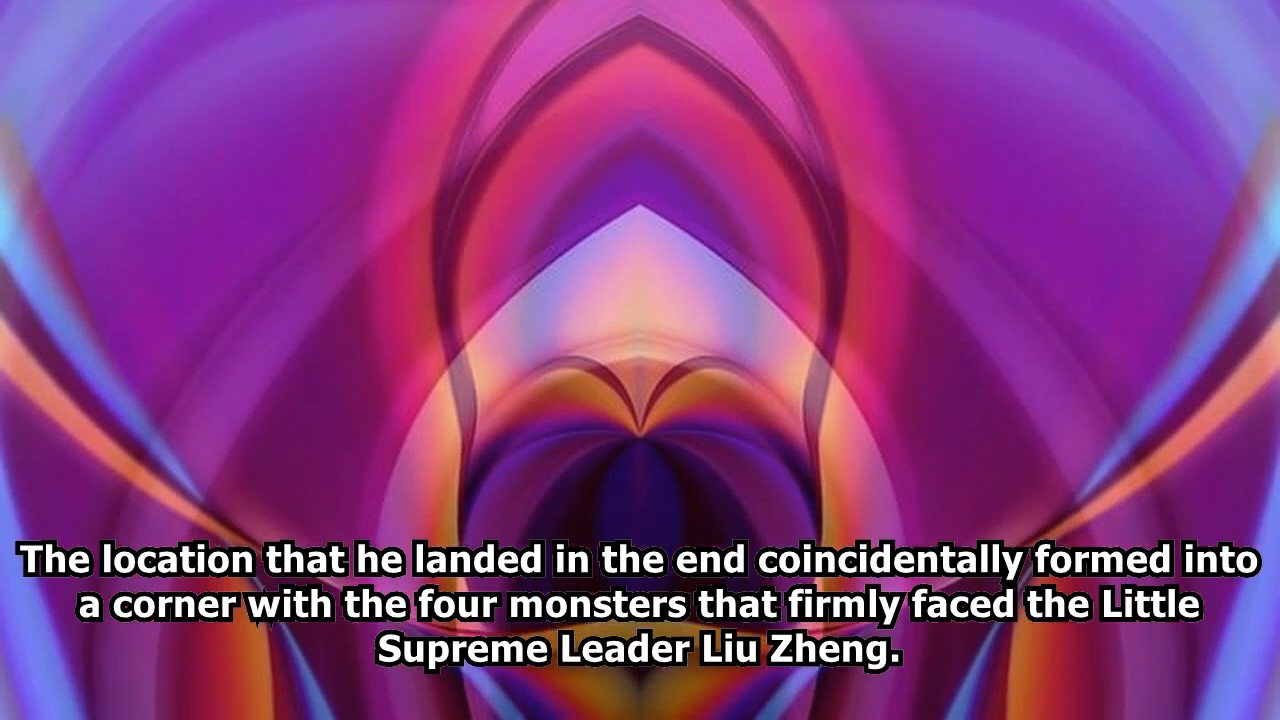 The location that he landed in the end coincidentally formed into
a corner with the four monsters that firmly faced the Little
Supreme Leader Liu Zheng.